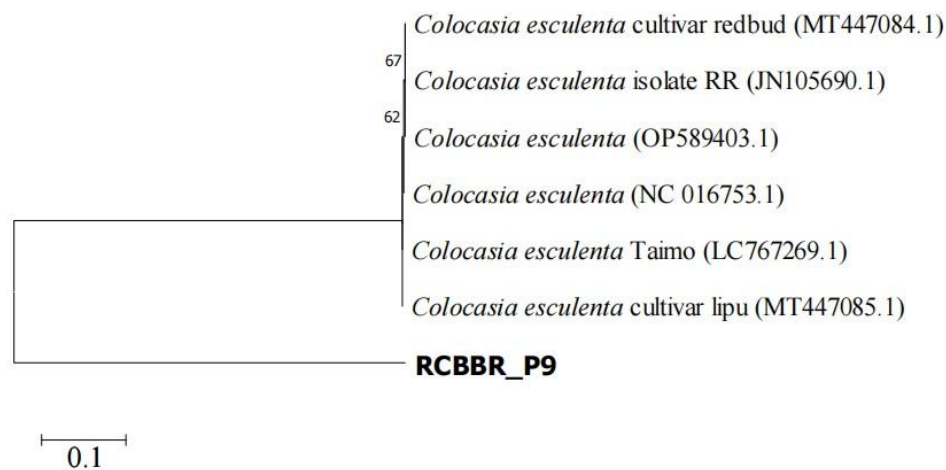 Colocasia esculenta cultivar redbud (MT447084.1)
67
Colocasia esculenta isolate RR (JN105690.1)
62
Colocasia esculenta (OP589403.1)
Colocasia esculenta (NC 016753.1)
Colocasia esculenta Taimo (LC767269.1)
Colocasia esculenta cultivar lipu (MT447085.1)
RCBBR_P9
0.1